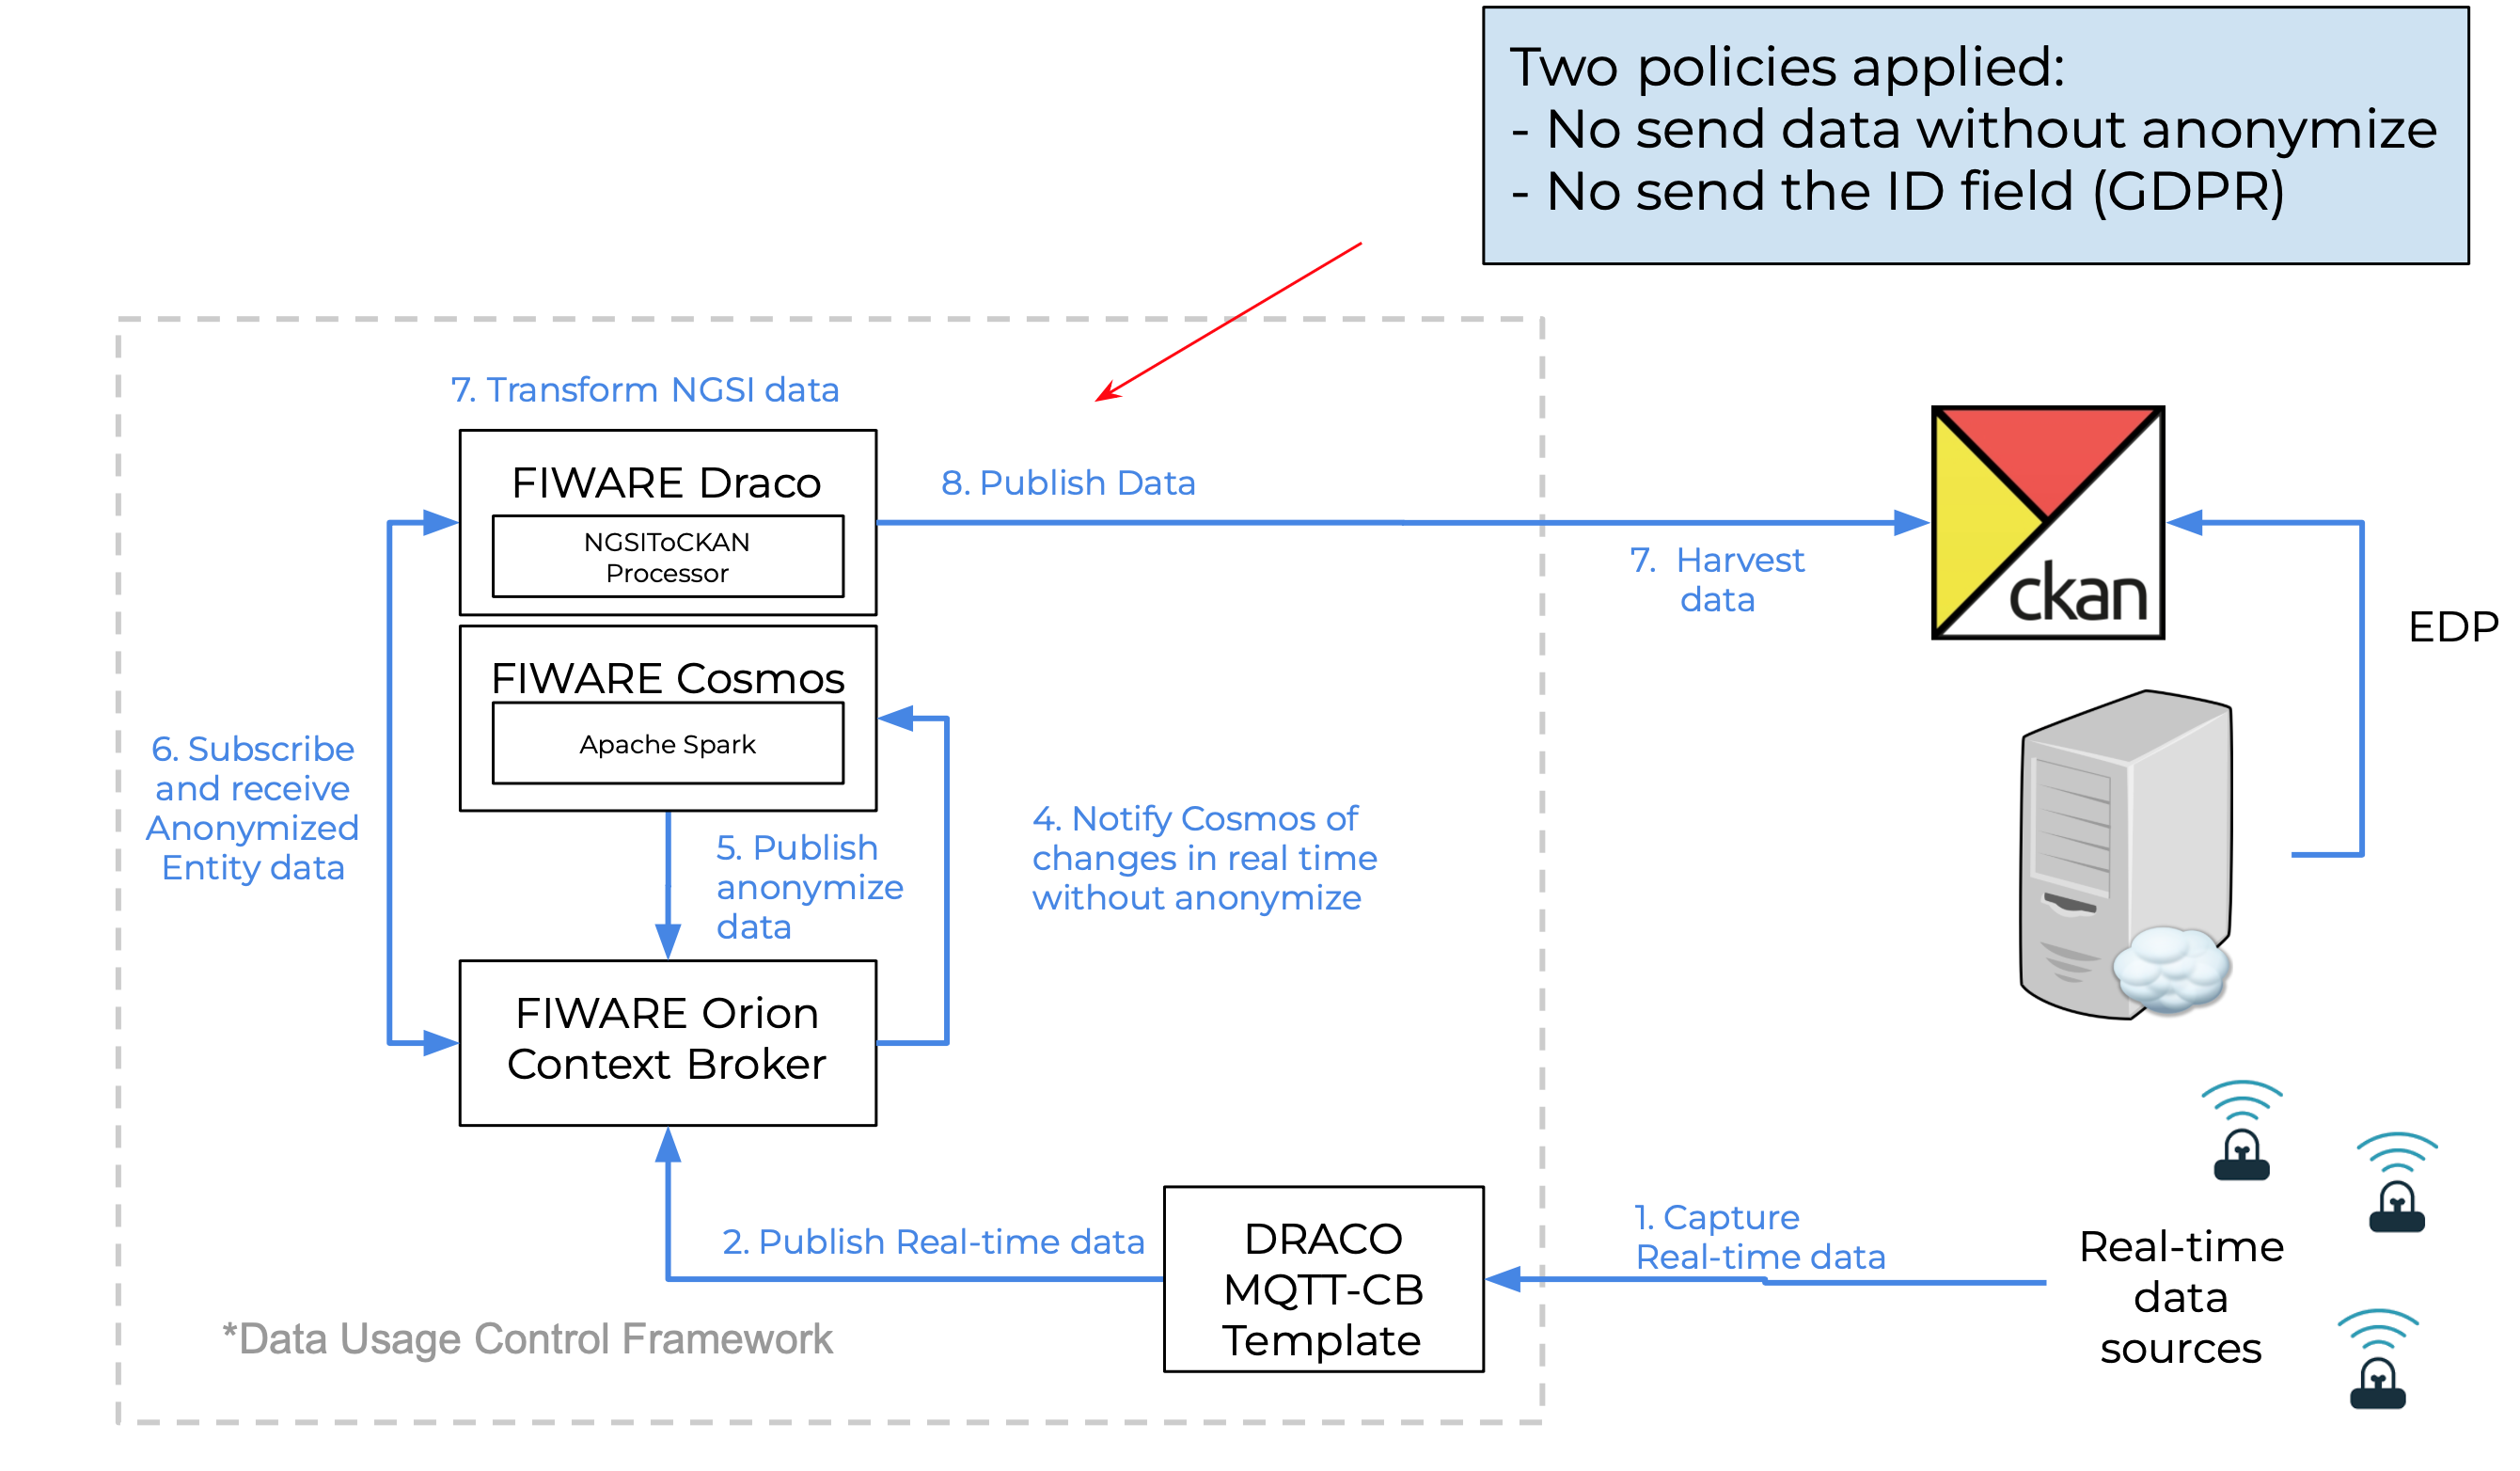 Two policies applied:
- No send data without anonymize
- No send the ID field (GDPR)
7. Transform NGSI data
FIWARE Draco
NGSIToCKAN
Processor
8. Publish Data
7. Harvest
data
ckan
EDP
FIWARE Cosmos
Apache Spark
6. Subscribe
and receive
Anonymized
Entity data
5. Publish
anonymize
data
4. Notify Cosmos of
changes in real time
without anonymize
FIWARE Orion
Context Broker
2. Publish Real-time data
DRACO
MQTT-CB
Template
1. Capture
Real-time data
Real-time
data
sources
*Data Usage Control Framework